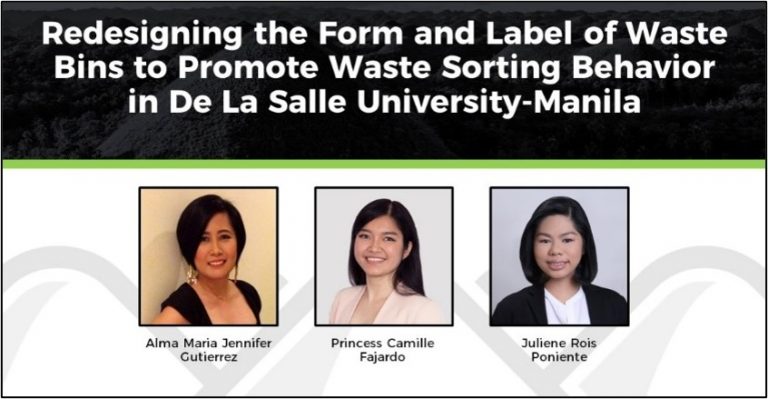 Redesigning the Form and Label of Waste
Bins to Promote Waste Sorting Behavior
in De La Salle University-Manila
Alma Maria Jennifer
Gutierrez
Princess Camille
Fajardo
Juliene Rois
Poniente